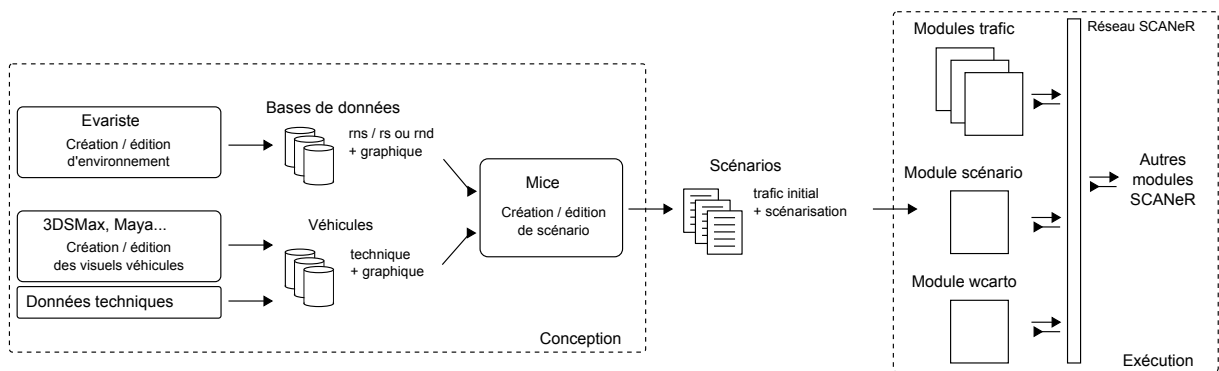 Evariste
Création / édition
d'environnement
Bases de données
rns / rs ou rnd
+ graphique
3DSMax, Maya...
Création / édition
des visuels véhicules
Données techniques
Véhicules
technique
+ graphique
Mice
Création / édition
de scénario
Conception
Scénarios
trafic initial
+ scénarisation
Modules trafic
Réseau SCANeR
Module scénario
Module wcarto
Autres
modules
SCANeR
Exécution